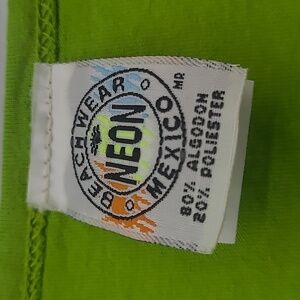 BEACHWEAR
NEON
MEXICO
MR
80% ALGODON
20% POLIESTER